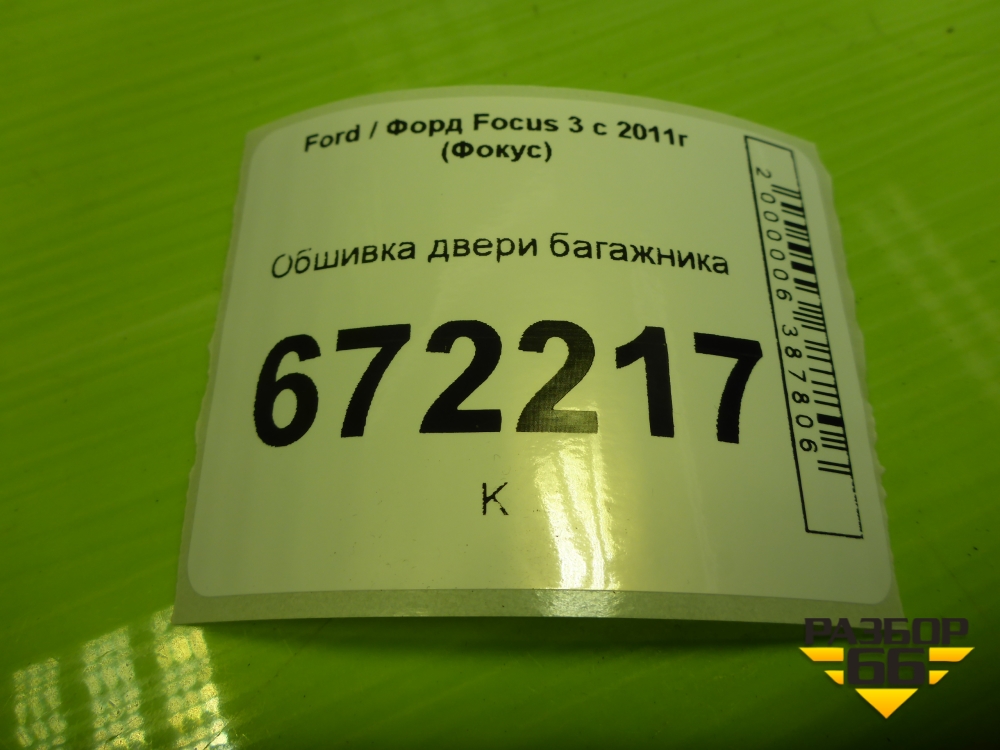 Ford / Форд Focus 3 с 2011г
(Фокус)
Обшивка двери багажника
672217
К
2000006387806
РАЗБОР
66